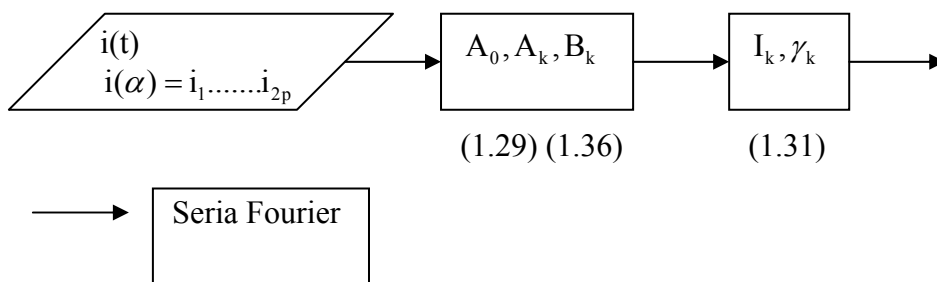 i(t)
i(α) = i₁.......i₂ₚ
A₀, Aₖ, Bₖ
Iₖ, γₖ
(1.29) (1.36)
(1.31)
Seria Fourier